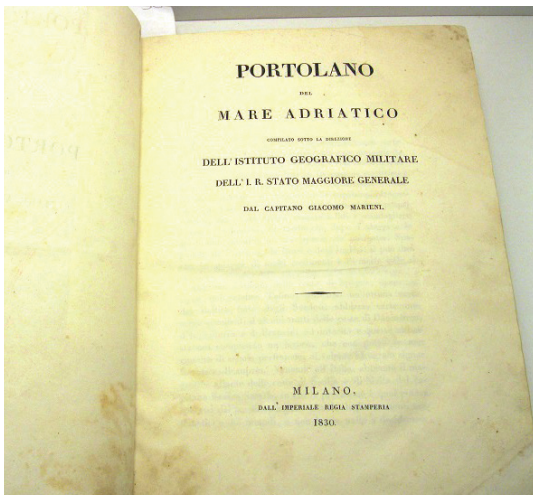 PORTOLANO
DEL
MARE ADRIATICO
COMPILATO SOTTO LA DIREZIONE
DELL' ISTITUTO GEOGRAFICO MILITARE
DELL' I. R. STATO MAGGIORE GENERALE
DAL CAPITANO GIACOMO MARIENI.
MILANO,
DALL' IMPERIALE REGIA STAMPERIA
1830.